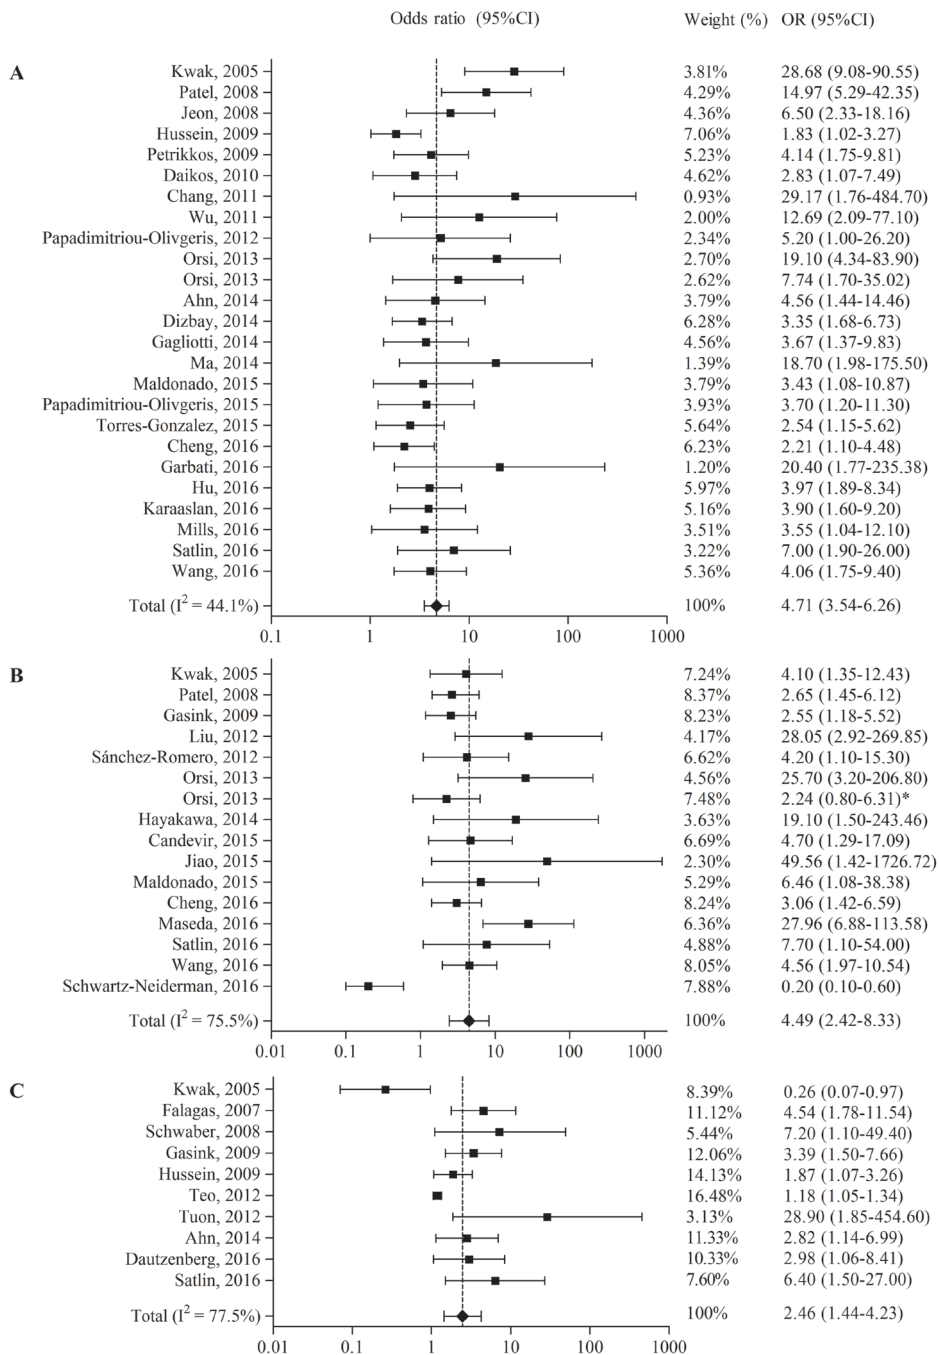 Odds ratio (95%CI) Weight (%) OR (95%CI)
A
Kwak, 2005 3.81% 28.68 (9.08-90.55)
Patel, 2008 4.29% 14.97 (5.29-42.35)
Jeon, 2008 4.36% 6.50 (2.33-18.16)
Hussein, 2009 7.06% 1.83 (1.02-3.27)
Petrikkos, 2009 5.23% 4.14 (1.75-9.81)
Daikos, 2010 4.62% 2.83 (1.07-7.49)
Chang, 2011 0.93% 29.17 (1.76-484.70)
Wu, 2011 2.00% 12.69 (2.09-77.10)
Papadimitriou-Olivgeris, 2012 2.34% 5.20 (1.00-26.20)
Orsi, 2013 2.70% 19.10 (4.34-83.90)
Orsi, 2013 2.62% 7.74 (1.70-35.02)
Ahn, 2014 3.79% 4.56 (1.44-14.46)
Dizbay, 2014 6.28% 3.35 (1.68-6.73)
Gagliotti, 2014 4.56% 3.67 (1.37-9.83)
Ma, 2014 1.39% 18.70 (1.98-175.50)
Maldonado, 2015 3.79% 3.43 (1.08-10.87)
Papadimitriou-Olivgeris, 2015 3.93% 3.70 (1.20-11.30)
Torres-Gonzalez, 2015 5.64% 2.54 (1.15-5.62)
Cheng, 2016 6.23% 2.21 (1.10-4.48)
Garbati, 2016 1.20% 20.40 (1.77-235.38)
Hu, 2016 5.97% 3.97 (1.89-8.34)
Karaaslan, 2016 5.16% 3.90 (1.60-9.20)
Mills, 2016 3.51% 3.55 (1.04-12.10)
Satlin, 2016 3.22% 7.00 (1.90-26.00)
Wang, 2016 5.36% 4.06 (1.75-9.40)
Total (I² = 44.1%) 100% 4.71 (3.54-6.26)
0.1 1 10 100 1000
B
Kwak, 2005 7.24% 4.10 (1.35-12.43)
Patel, 2008 8.37% 2.65 (1.45-6.12)
Gasink, 2009 8.23% 2.55 (1.18-5.52)
Liu, 2012 4.17% 28.05 (2.92-269.85)
Sánchez-Romero, 2012 6.62% 4.20 (1.10-15.30)
Orsi, 2013 4.56% 25.70 (3.20-206.80)
Orsi, 2013 7.48% 2.24 (0.80-6.31)*
Hayakawa, 2014 3.63% 19.10 (1.50-243.46)
Candevir, 2015 6.69% 4.70 (1.29-17.09)
Jiao, 2015 2.30% 49.56 (1.42-1726.72)
Maldonado, 2015 5.29% 6.46 (1.08-38.38)
Cheng, 2016 8.24% 3.06 (1.42-6.59)
Maseda, 2016 6.36% 27.96 (6.88-113.58)
Satlin, 2016 4.88% 7.70 (1.10-54.00)
Wang, 2016 8.05% 4.56 (1.97-10.54)
Schwartz-Neiderman, 2016 7.88% 0.20 (0.10-0.60)
Total (I² = 75.5%) 100% 4.49 (2.42-8.33)
0.01 0.1 1 10 100 1000
C
Kwak, 2005 8.39% 0.26 (0.07-0.97)
Falagas, 2007 11.12% 4.54 (1.78-11.54)
Schwaber, 2008 5.44% 7.20 (1.10-49.40)
Gasink, 2009 12.06% 3.39 (1.50-7.66)
Hussein, 2009 14.13% 1.87 (1.07-3.26)
Teo, 2012 16.48% 1.18 (1.05-1.34)
Tuon, 2012 3.13% 28.90 (1.85-454.60)
Ahn, 2014 11.33% 2.82 (1.14-6.99)
Dautzenberg, 2016 10.33% 2.98 (1.06-8.41)
Satlin, 2016 7.60% 6.40 (1.50-27.00)
Total (I² = 77.5%) 100% 2.46 (1.44-4.23)
0.01 0.1 1 10 100 1000